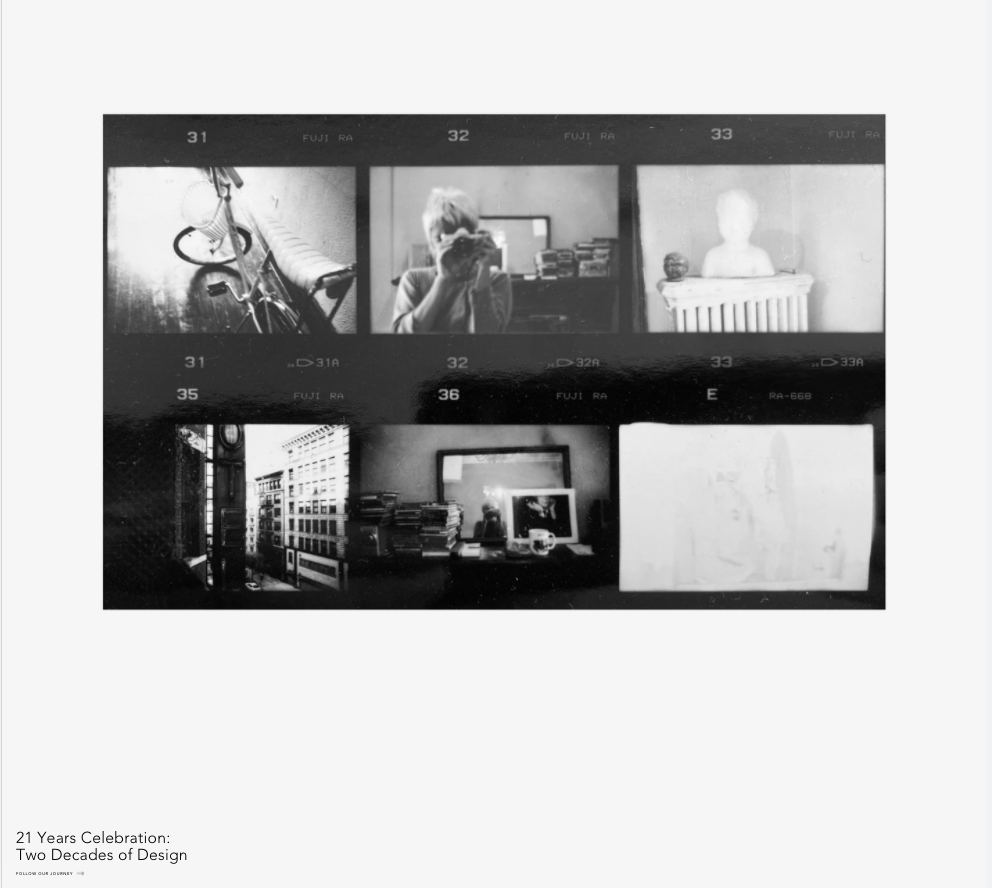 31 FUJI RA 32 FUJI RA 33 FUJI RA
31 31A 32 32A 33 33A
35 FUJI RA 36 FUJI RA E RA-668
21 Years Celebration:
Two Decades of Design
FOLLOW OUR JOURNEY